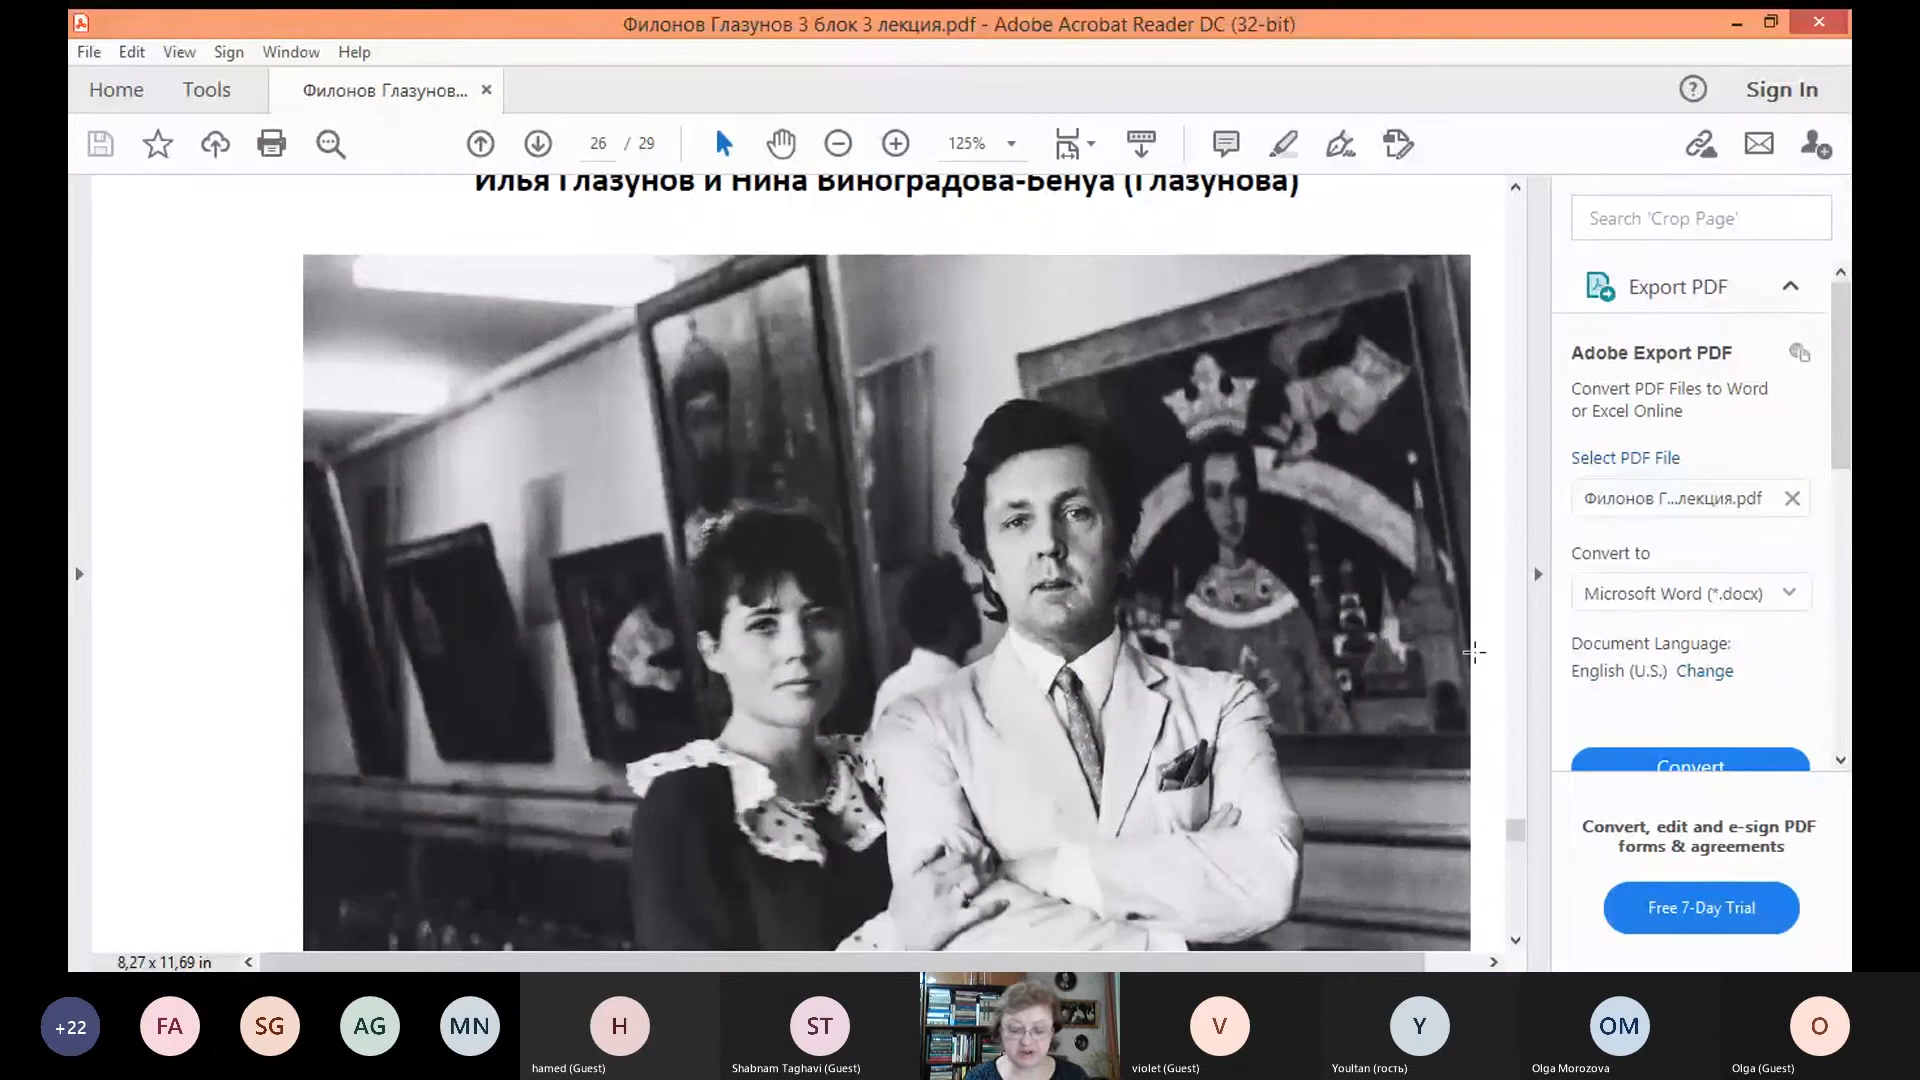 Филонов Глазунов 3 блок 3 лекция.pdf - Adobe Acrobat Reader DC (32-bit)
File Edit View Sign Window Help
Home Tools Филонов Глазунов... Sign In
26 / 29 125%
Илья Глазунов и Нина Виноградова-Бенуа (Глазунова)
Search 'Crop Page'
Export PDF
Adobe Export PDF
Convert PDF Files to Word
or Excel Online
Select PDF File
Филонов Г...лекция.pdf
Convert to
Microsoft Word (*.docx)
Document Language:
English (U.S.) Change
Convert
Convert, edit and e-sign PDF
forms & agreements
Free 7-Day Trial
8,27 x 11,69 in
+22 FA SG AG MN H ST V Y OM O
hamed (Guest) Shabnam Taghavi (Guest) violet (Guest) Youltan (гость) Olga Morozova Olga (Guest)